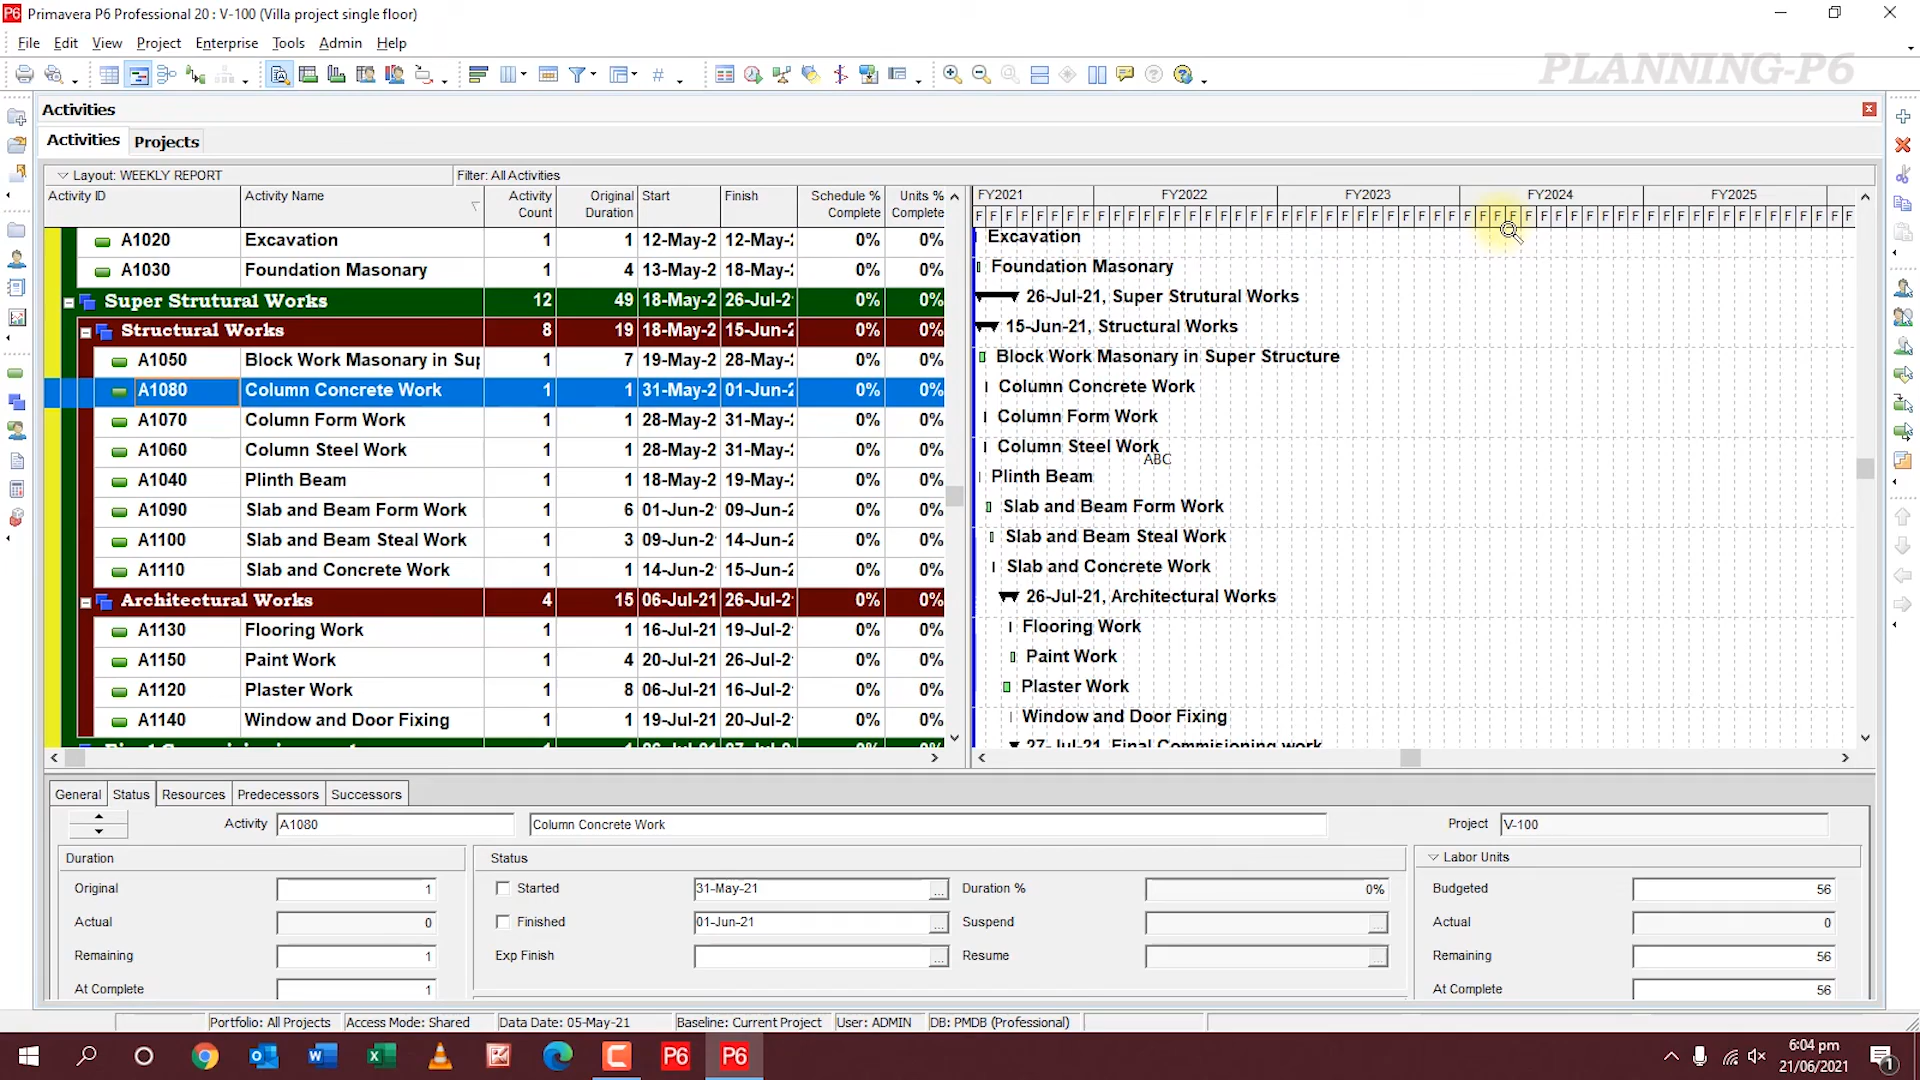 P6 Primavera P6 Professional 20 : V-100 (Villa project single floor)
File Edit View Project Enterprise Tools Admin Help
PLANNING-P6
Activities
Activities Projects
Layout: WEEKLY REPORT Filter: All Activities
Activity ID Activity Name Activity Count Original Duration Start Finish Schedule % Complete Units % Complete
FY2021 FY2022 FY2023 FY2024 FY2025
F F F F F F F F F F F F F F F F F F F F F F F F F F F F F F F F F F F F F F F F F F F F F F F F F F F F F F F F F F
A1020 Excavation 1 1 12-May-2 12-May-2 0% 0% Excavation
A1030 Foundation Masonary 1 4 13-May-2 18-May-2 0% 0% Foundation Masonary
Super Strutural Works 12 49 18-May-2 26-Jul-2 0% 0% 26-Jul-21, Super Strutural Works
Structural Works 8 19 18-May-2 15-Jun-2 0% 0% 15-Jun-21, Structural Works
A1050 Block Work Masonary in Sup 1 7 19-May-2 28-May-2 0% 0% Block Work Masonary in Super Structure
A1080 Column Concrete Work 1 1 31-May-2 01-Jun-2 0% 0% Column Concrete Work
A1070 Column Form Work 1 1 28-May-2 31-May-2 0% 0% Column Form Work
A1060 Column Steel Work 1 1 28-May-2 31-May-2 0% 0% Column Steel Work
ABC
A1040 Plinth Beam 1 1 18-May-2 19-May-2 0% 0% Plinth Beam
A1090 Slab and Beam Form Work 1 6 01-Jun-2 09-Jun-2 0% 0% Slab and Beam Form Work
A1100 Slab and Beam Steal Work 1 3 09-Jun-2 14-Jun-2 0% 0% Slab and Beam Steal Work
A1110 Slab and Concrete Work 1 1 14-Jun-2 15-Jun-2 0% 0% Slab and Concrete Work
Architectural Works 4 15 06-Jul-21 26-Jul-2 0% 0% 26-Jul-21, Architectural Works
A1130 Flooring Work 1 1 16-Jul-21 19-Jul-2 0% 0% Flooring Work
A1150 Paint Work 1 4 20-Jul-21 26-Jul-2 0% 0% Paint Work
A1120 Plaster Work 1 8 06-Jul-21 16-Jul-2 0% 0% Plaster Work
A1140 Window and Door Fixing 1 1 19-Jul-21 20-Jul-2 0% 0% Window and Door Fixing
27-Jul-21, Final Commisioning work
General Status Resources Predecessors Successors
Activity A1080 Column Concrete Work Project V-100
Duration Status Labor Units
Original 1 Started 31-May-21 ... Duration % 0% Budgeted 56
Actual 0 Finished 01-Jun-21 ... Suspend ... Actual 0
Remaining 1 Exp Finish ... Resume ... Remaining 56
At Complete 1 At Complete 56
Portfolio: All Projects Access Mode: Shared Data Date: 05-May-21 Baseline: Current Project User: ADMIN DB: PMDB (Professional)
P6 P6 6:04 pm
21/06/2021 1